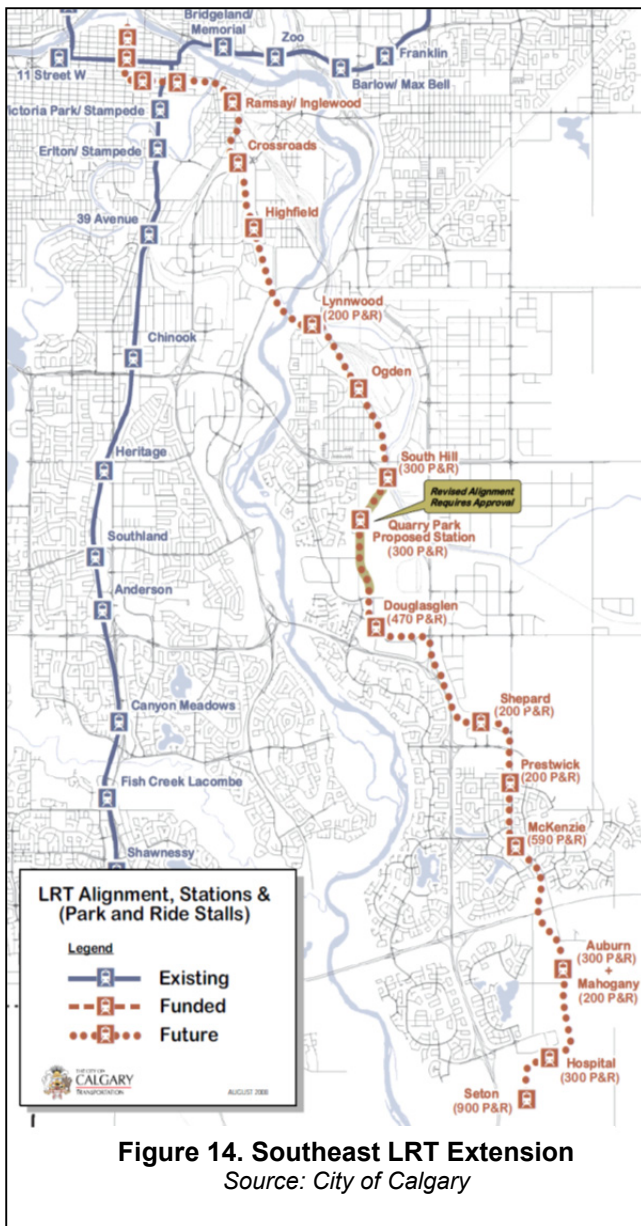 Bridgeland/
Memorial
Zoo
Franklin
11 Street W
Barlow/ Max Bell
Victoria Park/ Stampede
Ramsay/ Inglewood
Erlton/ Stampede
Crossroads
39 Avenue
Highfield
Lynnwood
(200 P&R)
Chinook
Ogden
Heritage
South Hill
(300 P&R)
Revised Alignment
Requires Approval
Southland
Quarry Park
Proposed Station
(300 P&R)
Anderson
Douglasglen
(470 P&R)
Canyon Meadows
Shepard
(200 P&R)
Fish Creek Lacombe
Prestwick
(200 P&R)
Shawnessy
McKenzie
(590 P&R)
Auburn
(300 P&R)
+
Mahogany
(200 P&R)
Hospital
(300 P&R)
Seton
(900 P&R)
LRT Alignment, Stations &
(Park and Ride Stalls)
Legend
Existing
Funded
Future
THE CITY OF
CALGARY
TRANSPORTATION
AUGUST 2008
Figure 14. Southeast LRT Extension
Source: City of Calgary